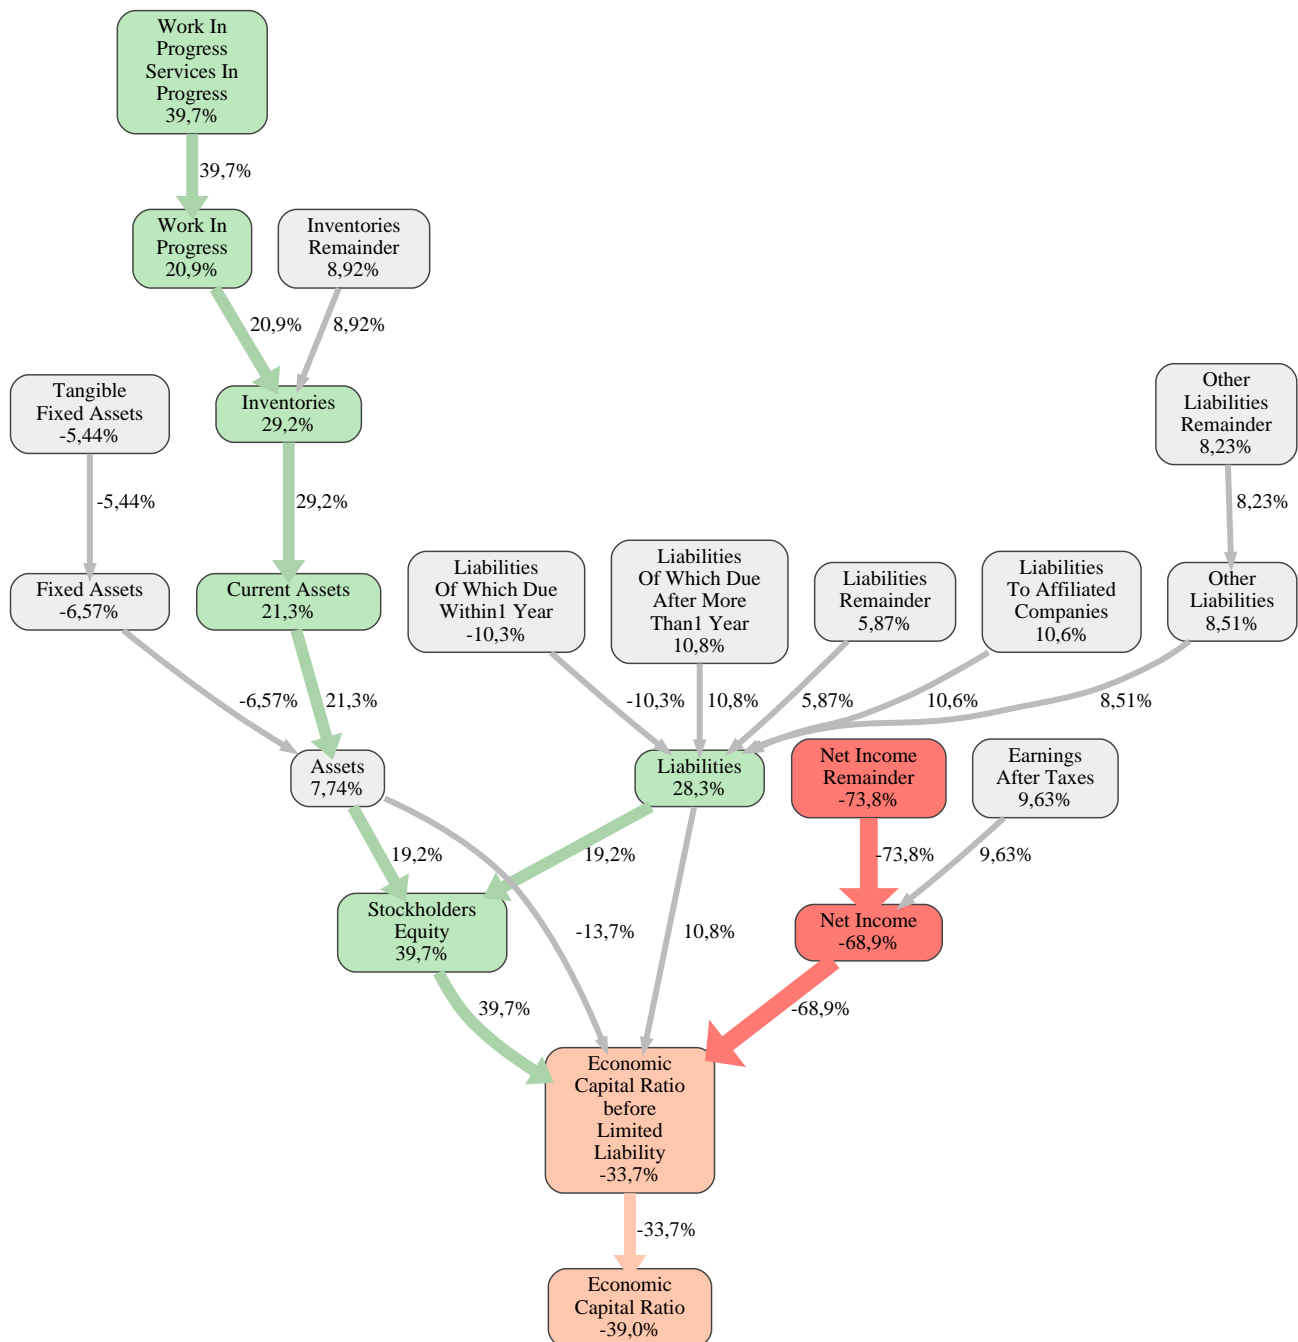 Work In
Progress
Services In
Progress
39,7%
39,7%
Work In
Progress
20,9%
Inventories
Remainder
8,92%
20,9%
8,92%
Tangible
Fixed Assets
-5,44%
Inventories
29,2%
Other
Liabilities
Remainder
8,23%
-5,44%
29,2%
8,23%
Fixed Assets
-6,57%
Current Assets
21,3%
Liabilities
Of Which Due
Within1 Year
-10,3%
Liabilities
Of Which Due
After More
Than1 Year
10,8%
Liabilities
Remainder
5,87%
Liabilities
To Affiliated
Companies
10,6%
Other
Liabilities
8,51%
-6,57%
21,3%
-10,3%
10,8%
5,87%
10,6%
8,51%
Assets
7,74%
Liabilities
28,3%
Net Income
Remainder
-73,8%
Earnings
After Taxes
9,63%
19,2%
19,2%
-73,8%
9,63%
Stockholders
Equity
39,7%
-13,7%
10,8%
Net Income
-68,9%
39,7%
-68,9%
Economic
Capital Ratio
before
Limited
Liability
-33,7%
-33,7%
Economic
Capital Ratio
-39,0%